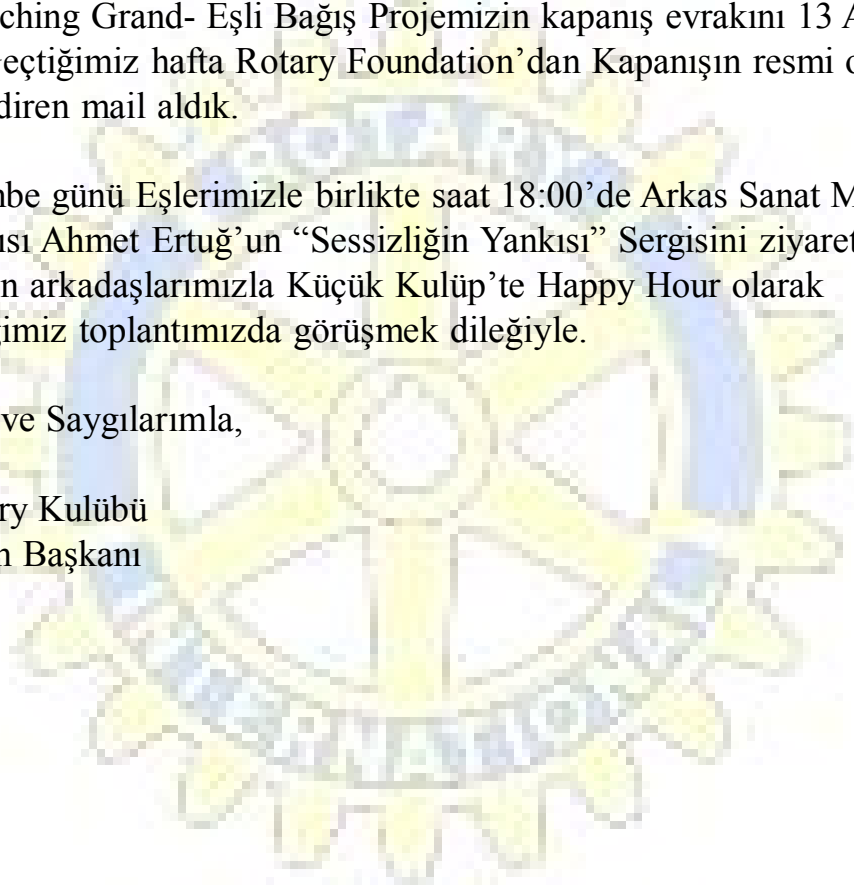 ching Grand- Eşli Bağış Projemizin kapanış evrakını 13 A
eçtiğimiz hafta Rotary Foundation’dan Kapanışın resmi o
diren mail aldık.
nbe günü Eşlerimizle birlikte saat 18:00’de Arkas Sanat M
ısı Ahmet Ertuğ’un “Sessizliğin Yankısı” Sergisini ziyaret
n arkadaşlarımızla Küçük Kulüp’te Happy Hour olarak
ğimiz toplantımızda görüşmek dileğiyle.
ve Saygılarımla,
ry Kulübü
n Başkanı
ROTARY
INTERNATIONAL